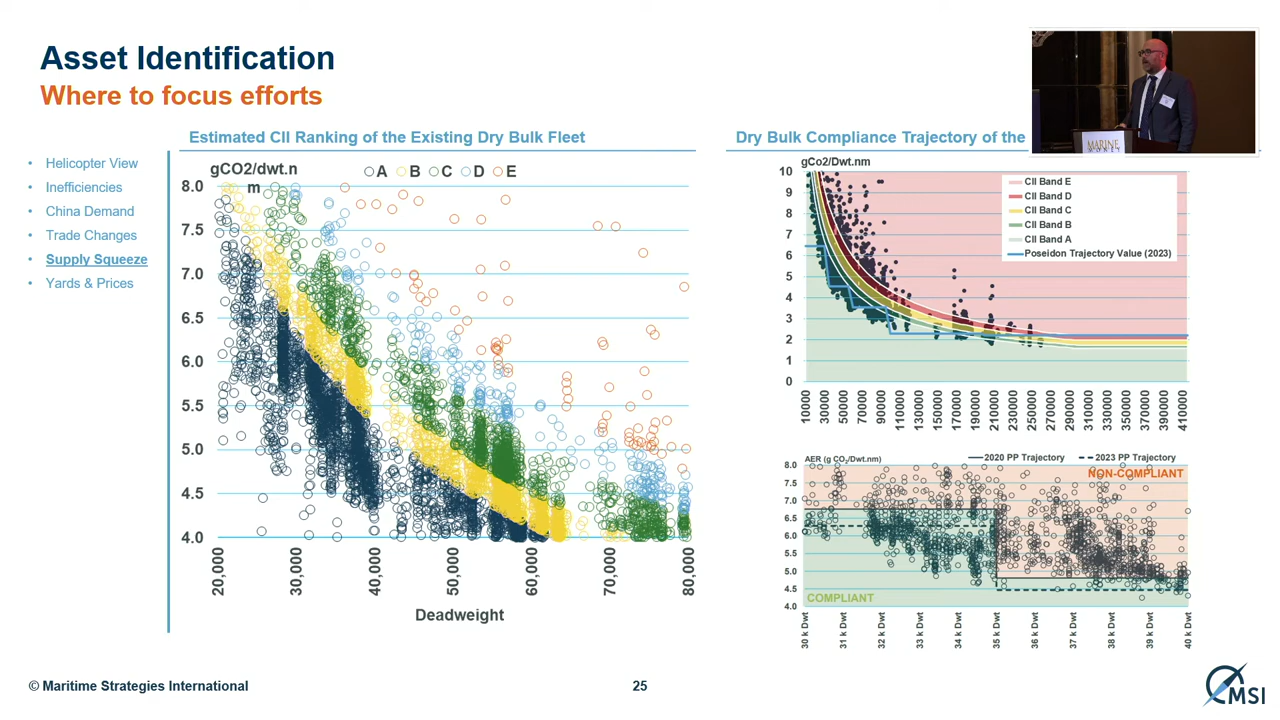 Asset Identification
Where to focus efforts
Helicopter View
Inefficiencies
China Demand
Trade Changes
Supply Squeeze
Yards & Prices
Estimated CII Ranking of the Existing Dry Bulk Fleet
gCO2/dwt.n
m
A B C D E
8.0
7.5
7.0
6.5
6.0
5.5
5.0
4.5
4.0
20,000
30,000
40,000
50,000
60,000
70,000
80,000
Deadweight
Dry Bulk Compliance Trajectory of the
gCo2/Dwt.nm
10
9
8
7
6
5
4
3
2
1
0
CII Band E
CII Band D
CII Band C
CII Band B
CII Band A
Poseidon Trajectory Value (2023)
10000
30000
50000
70000
90000
110000
130000
150000
170000
190000
210000
230000
250000
270000
290000
310000
330000
350000
370000
390000
410000
AER (g CO2/Dwt.nm)
2020 PP Trajectory
2023 PP Trajectory
8.0
7.5
7.0
6.5
6.0
5.5
5.0
4.5
4.0
NON-COMPLIANT
COMPLIANT
30 k Dwt
31 k Dwt
32 k Dwt
33 k Dwt
34 k Dwt
35 k Dwt
36 k Dwt
37 k Dwt
38 k Dwt
39 k Dwt
40 k Dwt
MARINE
© Maritime Strategies International
25
MSI